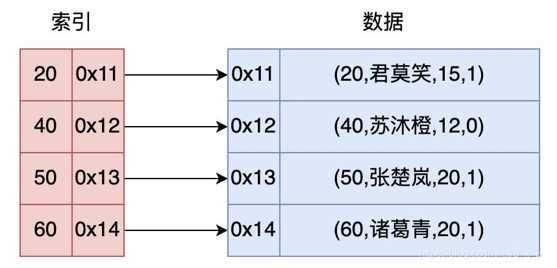 索引 数据
20 0x11 0x11 (20,君莫笑,15,1)
40 0x12 0x12 (40,苏沐橙,12,0)
50 0x13 0x13 (50,张楚岚,20,1)
60 0x14 0x14 (60,诸葛青,20,1)